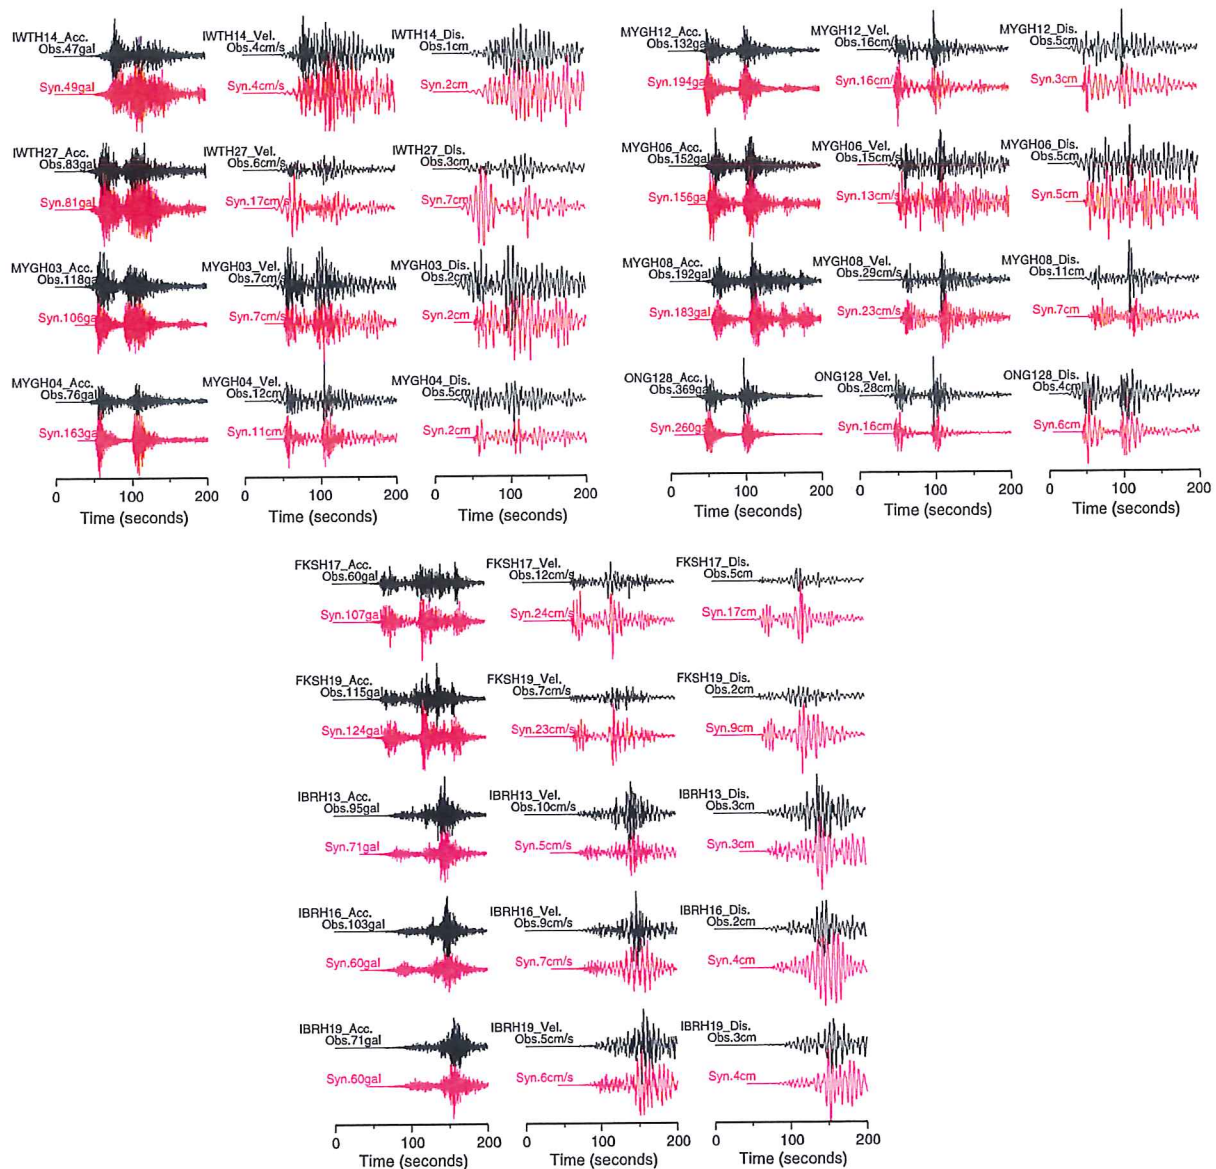 IWTH14_Acc.
Obs.47gal
Syn.49gal
IWTH14_Vel.
Obs.4cm/s
Syn.4cm/s
IWTH14_Dis.
Obs.1cm
Syn.2cm
IWTH27_Acc.
Obs.83gal
Syn.81gal
IWTH27_Vel.
Obs.6cm/s
Syn.17cm/s
IWTH27_Dis.
Obs.3cm
Syn.7cm
MYGH03_Acc.
Obs.118gal
Syn.106gal
MYGH03_Vel.
Obs.7cm/
Syn.7cm/s
MYGH03_Dis.
Obs.2cm
Syn.2cm
MYGH04_Acc.
Obs.76gal
Syn.163gal
MYGH04_Vel.
Obs.12cm/
Syn.11cm/
MYGH04_Dis.
Obs.5cm
Syn.2cm
0 100 200
Time (seconds)
0 100 200
Time (seconds)
0 100 200
Time (seconds)
MYGH12_Acc.
Obs.132ga
Syn.194gal
MYGH12_Vel.
Obs.16cm/
Syn.16cm/
MYGH12_Dis.
Obs.5cm
Syn.3cm
MYGH06_Acc.
Obs.152gal
Syn.156gal
MYGH06_Vel.
Obs.15cm/
Syn.13cm/s
MYGH06_Dis.
Obs.5cm
Syn.5cm
MYGH08_Acc.
Obs.192gal
Syn.183gal
MYGH08_Vel.
Obs.29cm/s
Syn.23cm/s
MYGH08_Dis.
Obs.11cm
Syn.7cm
ONG128_Acc.
Obs.369ga
Syn.260ga
ONG128_Vel.
Obs.28cm/
Syn.16cm/
ONG128_Dis.
Obs.4cm
Syn.6cm
0 100 200
Time (seconds)
0 100 200
Time (seconds)
0 100 200
Time (seconds)
FKSH17_Acc.
Obs.60gal
Syn.107gal
FKSH17_Vel.
Obs.12cm/s
Syn.24cm/s
FKSH17_Dis.
Obs.5cm
Syn.17cm
FKSH19_Acc.
Obs.115gal
Syn.124gal
FKSH19_Vel.
Obs.7cm/s
Syn.23cm/s
FKSH19_Dis.
Obs.2cm
Syn.9cm
IBRH13_Acc.
Obs.95gal
Syn.71gal
IBRH13_Vel.
Obs.10cm/s
Syn.5cm/s
IBRH13_Dis.
Obs.3cm
Syn.3cm
IBRH16_Acc.
Obs.103gal
Syn.60gal
IBRH16_Vel.
Obs.9cm/s
Syn.7cm/s
IBRH16_Dis.
Obs.2cm
Syn.4cm
IBRH19_Acc.
Obs.71gal
Syn.60gal
IBRH19_Vel.
Obs.5cm/s
Syn.6cm/s
IBRH19_Dis.
Obs.3cm
Syn.4cm
0 100 200
Time (seconds)
0 100 200
Time (seconds)
0 100 200
Time (seconds)